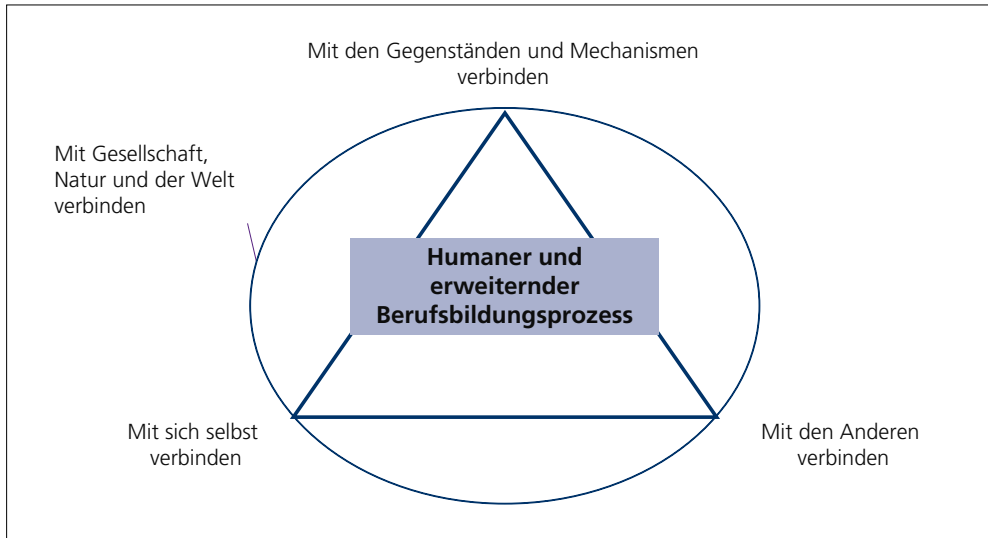 Mit den Gegenständen und Mechanismen
verbinden
Mit Gesellschaft,
Natur und der Welt
verbinden
Humaner und
erweiternder
Berufsbildungsprozess
Mit sich selbst
verbinden
Mit den Anderen
verbinden